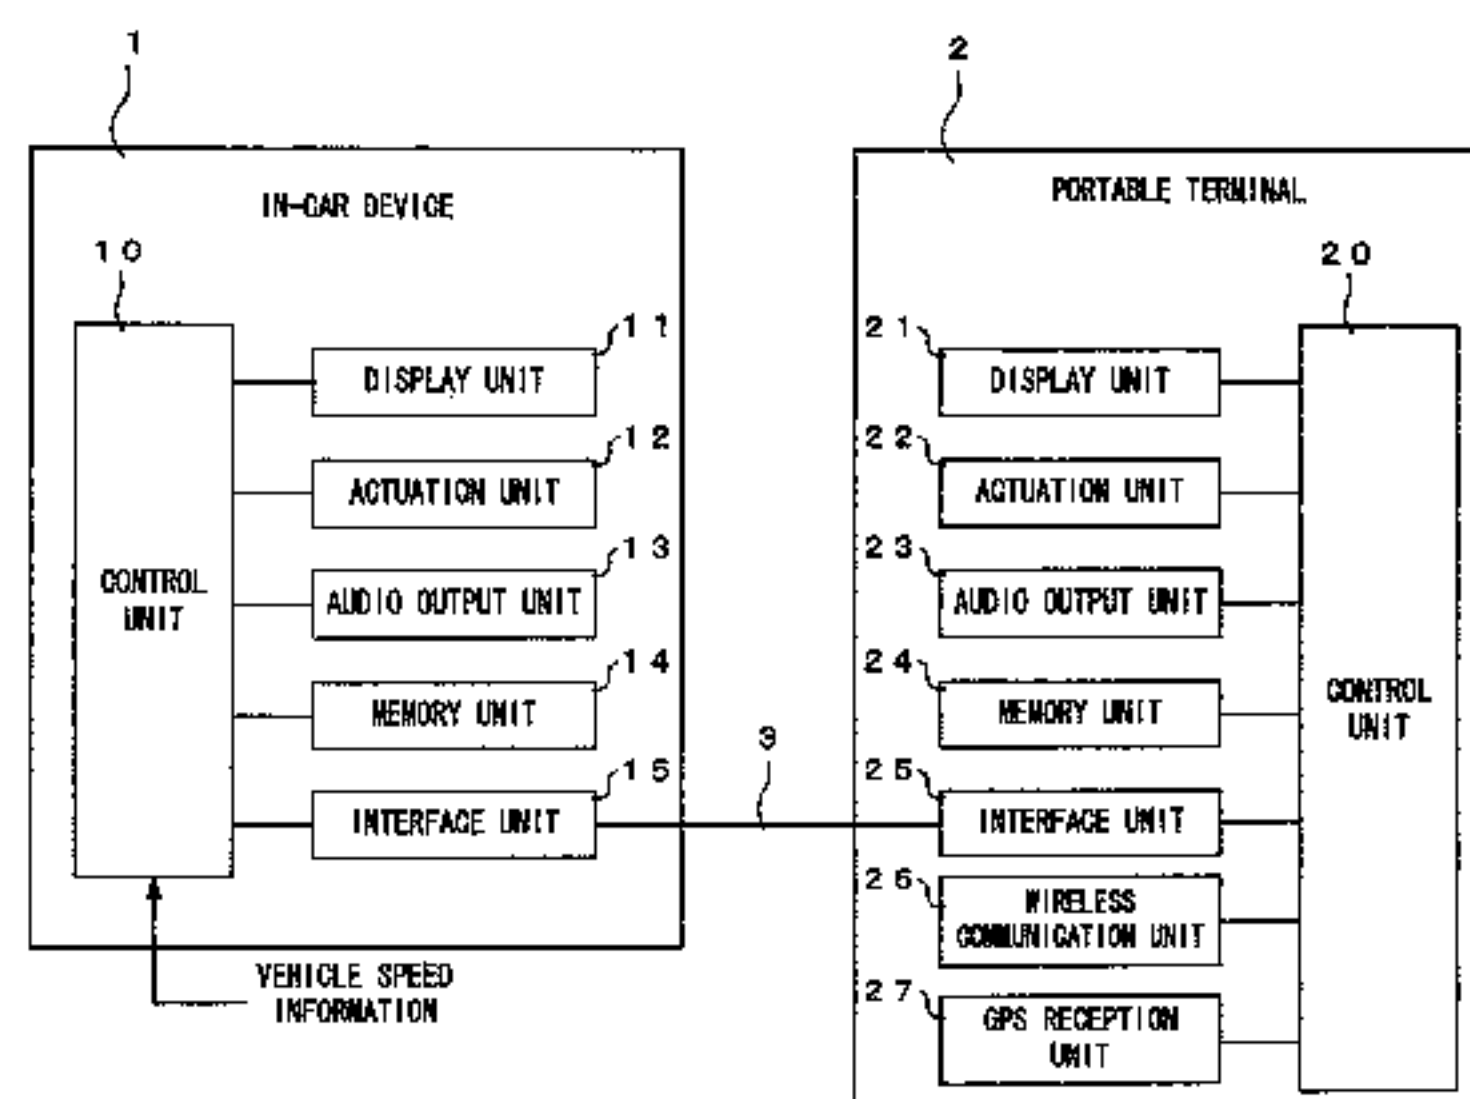 1
IN-CAR DEVICE
10
CONTROL
UNIT
11
DISPLAY UNIT
12
ACTUATION UNIT
13
AUDIO OUTPUT UNIT
14
MEMORY UNIT
15
INTERFACE UNIT
VEHICLE SPEED
INFORMATION
3
2
PORTABLE TERMINAL
20
CONTROL
UNIT
21
DISPLAY UNIT
22
ACTUATION UNIT
23
AUDIO OUTPUT UNIT
24
MEMORY UNIT
25
INTERFACE UNIT
26
WIRELESS
COMMUNICATION UNIT
27
GPS RECEPTION
UNIT